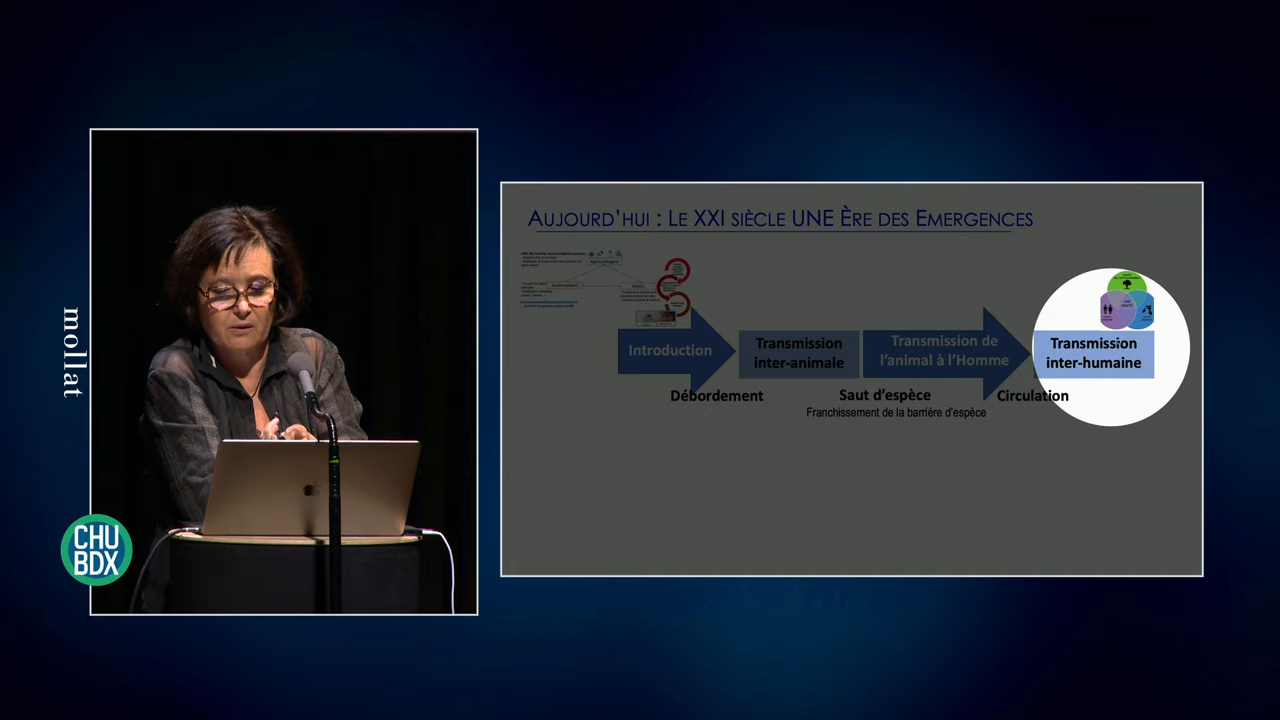 mollat
CHU
BDX
AUJOURD'HUI : LE XXI SIÈCLE UNE ÈRE DES EMERGENCES
Introduction
Transmission
inter-animale
Transmission de
l'animal à l'Homme
Transmission
inter-humaine
Débordement
Saut d'espèce
Circulation
Franchissement de la barrière d'espèce